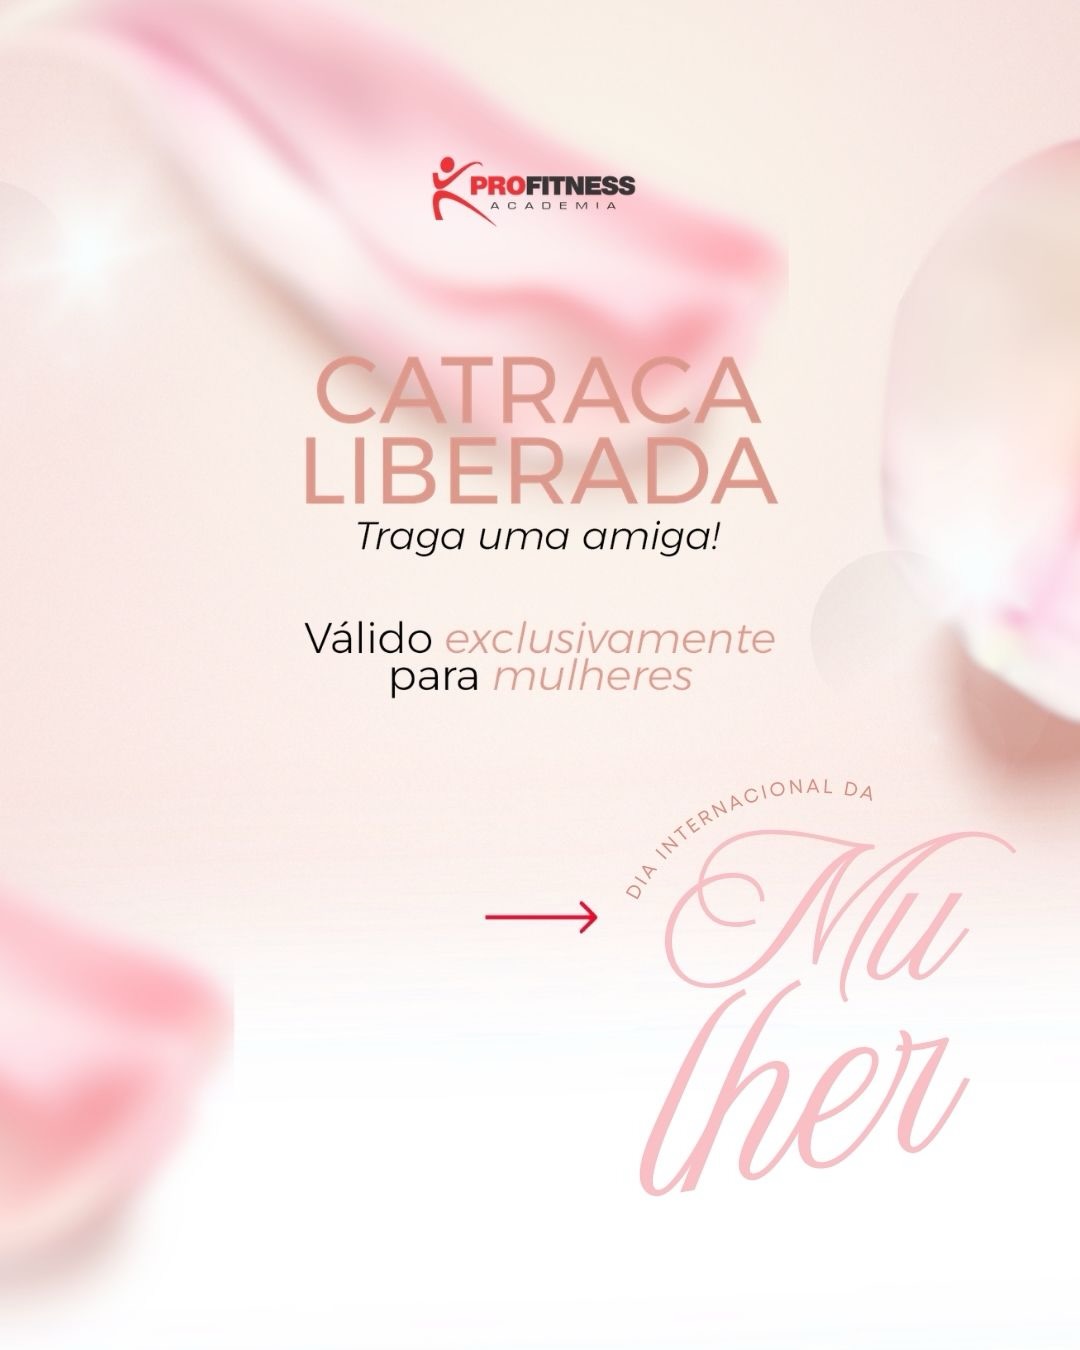 PROFITNESS
ACADEMIA
CATRACA
LIBERADA
Traga uma amiga!
Válido exclusivamente
para mulheres
DIA INTERNACIONAL DA
Mu
lher